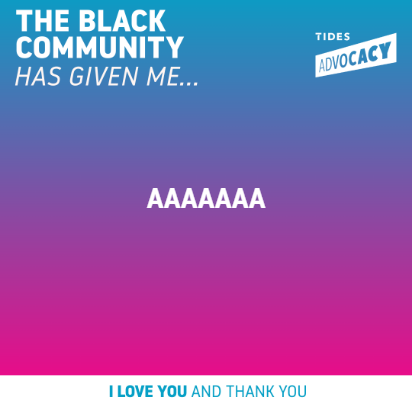 THE BLACK
COMMUNITY
HAS GIVEN ME...
TIDES
ADVOCACY
AAAAAAA
I LOVE YOU AND THANK YOU